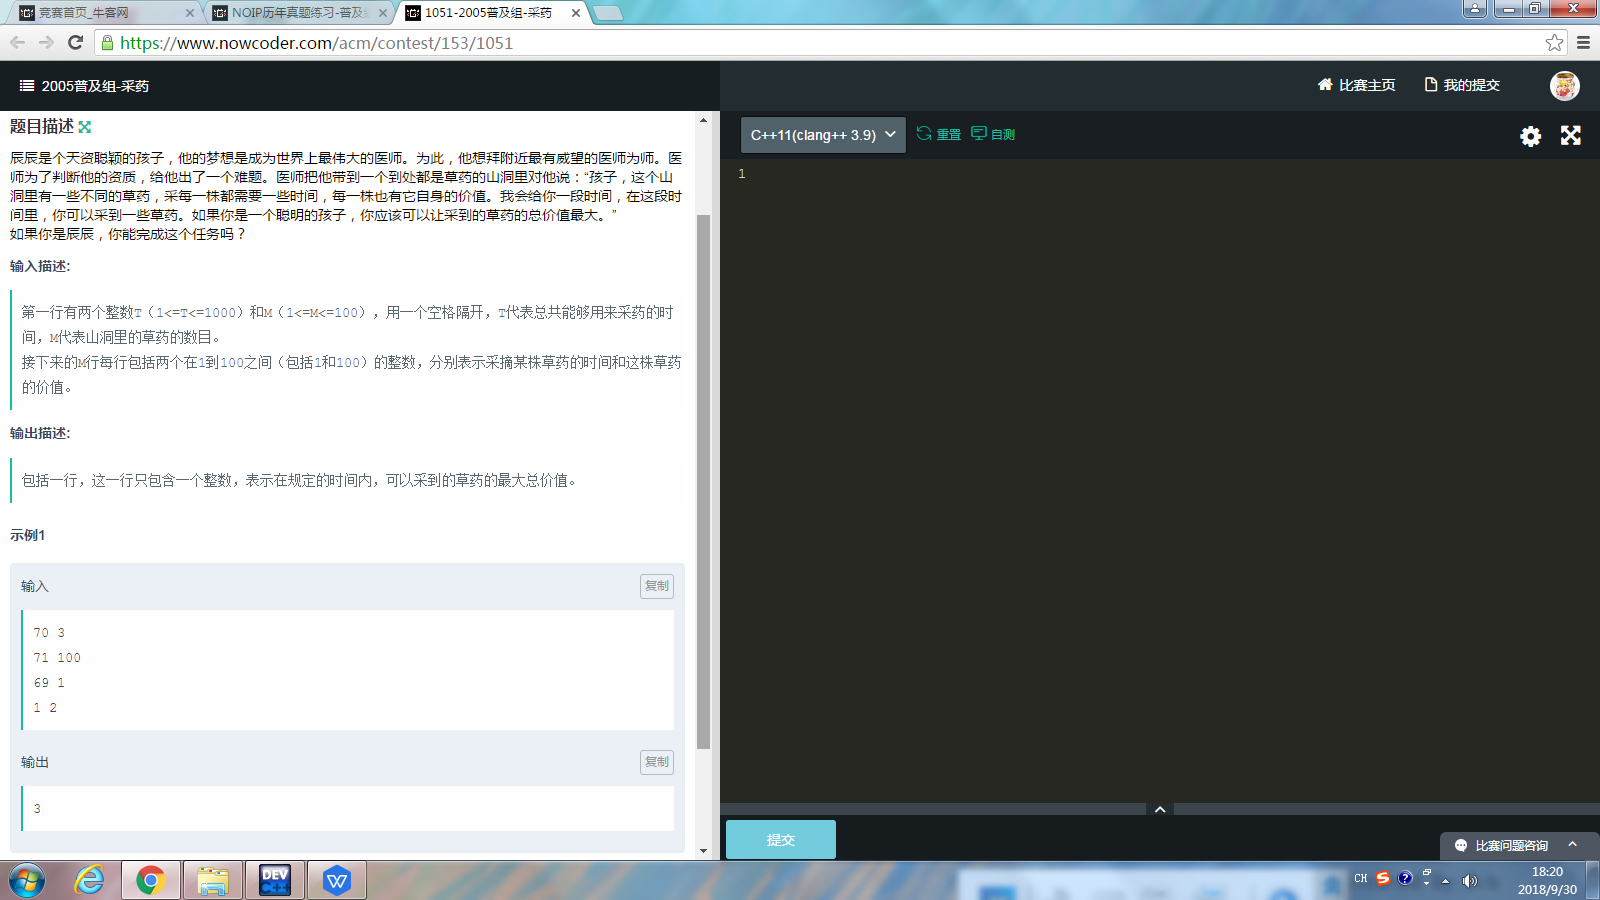 竞赛首页_牛客网
NOIP历年真题练习-普及
1051-2005普及组-采药
https://www.nowcoder.com/acm/contest/153/1051
2005普及组-采药
比赛主页
我的提交
题目描述
辰辰是个天资聪颖的孩子，他的梦想是成为世界上最伟大的医师。为此，他想拜附近最有威望的医师为师。医
师为了判断他的资质，给他出了一个难题。医师把他带到一个到处都是草药的山洞里对他说：“孩子，这个山
洞里有一些不同的草药，采每一株都需要一些时间，每一株也有它自身的价值。我会给你一段时间，在这段时
间里，你可以采到一些草药。如果你是一个聪明的孩子，你应该可以让采到的草药的总价值最大。”
如果你是辰辰，你能完成这个任务吗？
输入描述:
第一行有两个整数T（1<=T<=1000）和M（1<=M<=100），用一个空格隔开，T代表总共能够用来采药的时
间，M代表山洞里的草药的数目。
接下来的M行每行包括两个在1到100之间（包括1和100）的整数，分别表示采摘某株草药的时间和这株草药
的价值。
输出描述:
包括一行，这一行只包含一个整数，表示在规定的时间内，可以采到的草药的最大总价值。
示例1
输入
复制
70 3
71 100
69 1
1 2
输出
复制
3
C++11(clang++ 3.9)
重置
自测
1
提交
比赛问题咨询
DEV
C++
CH
18:20
2018/9/30